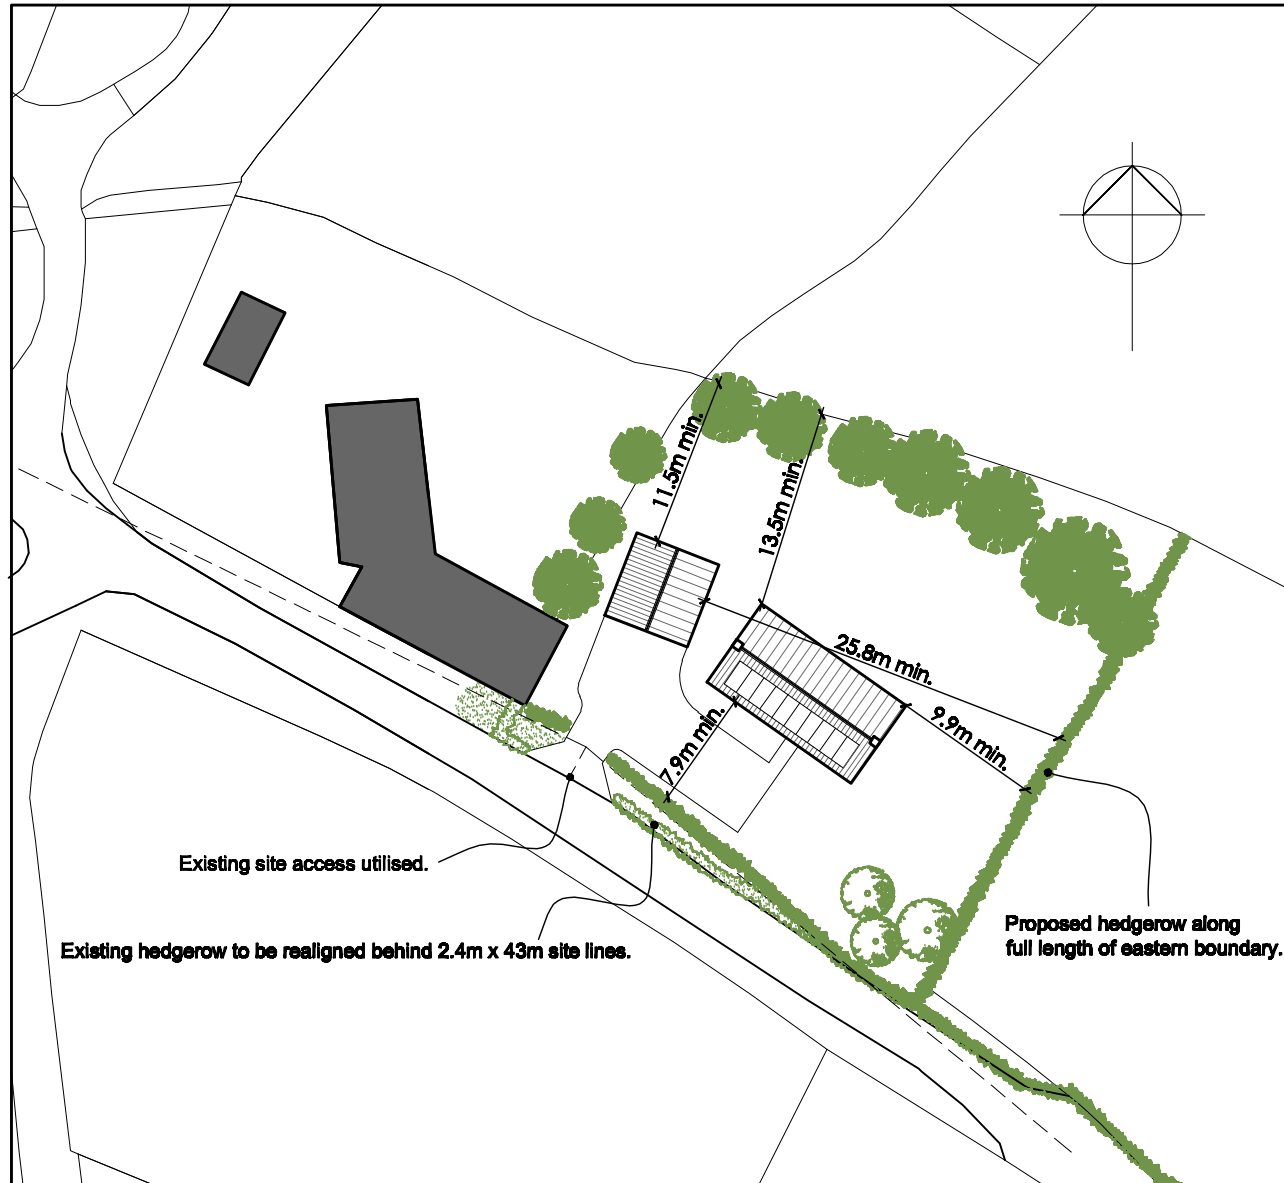 11.5m min.
13.5m min.
25.8m min.
9.9m min.
7.9m min.
Existing site access utilised.
Existing hedgerow to be realigned behind 2.4m x 43m site lines.
Proposed hedgerow along
full length of eastern boundary.